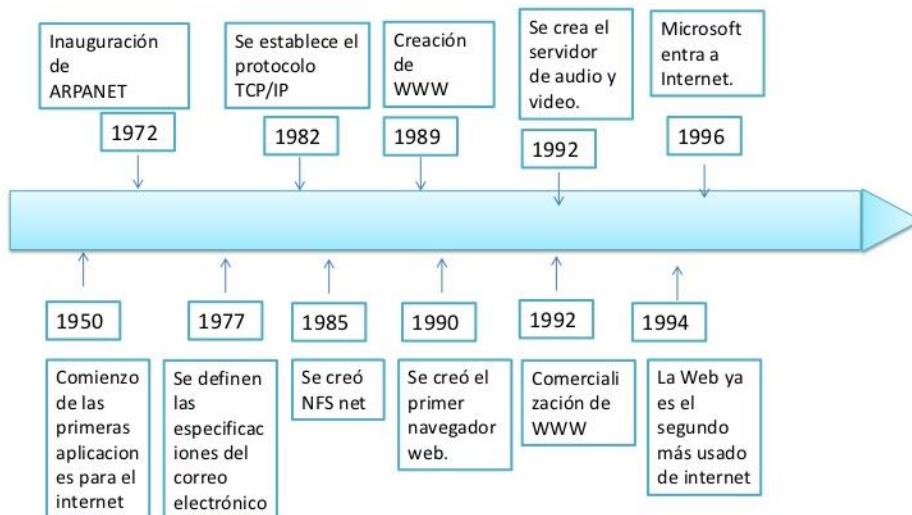 Inauguración
de
ARPANET
1972
Se establece el
protocolo
TCP/IP
1982
Creación
de
WWW
1989
Se crea el
servidor
de audio y
video.
1992
Microsoft
entra a
Internet.
1996
1950
Comienzo
de las
primeras
aplicacion
es para el
internet
1977
Se definen
las
especificac
iones del
correo
electrónico
1985
Se creó
NFS net
1990
Se creó el
primer
navegador
web.
1992
Comerciali
zación de
WWW
1994
La Web ya
es el
segundo
más usado
de internet